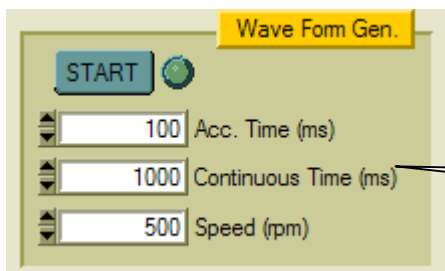 Wave Form Gen.
START
100 Acc. Time (ms)
1000 Continuous Time (ms)
500 Speed (rpm)